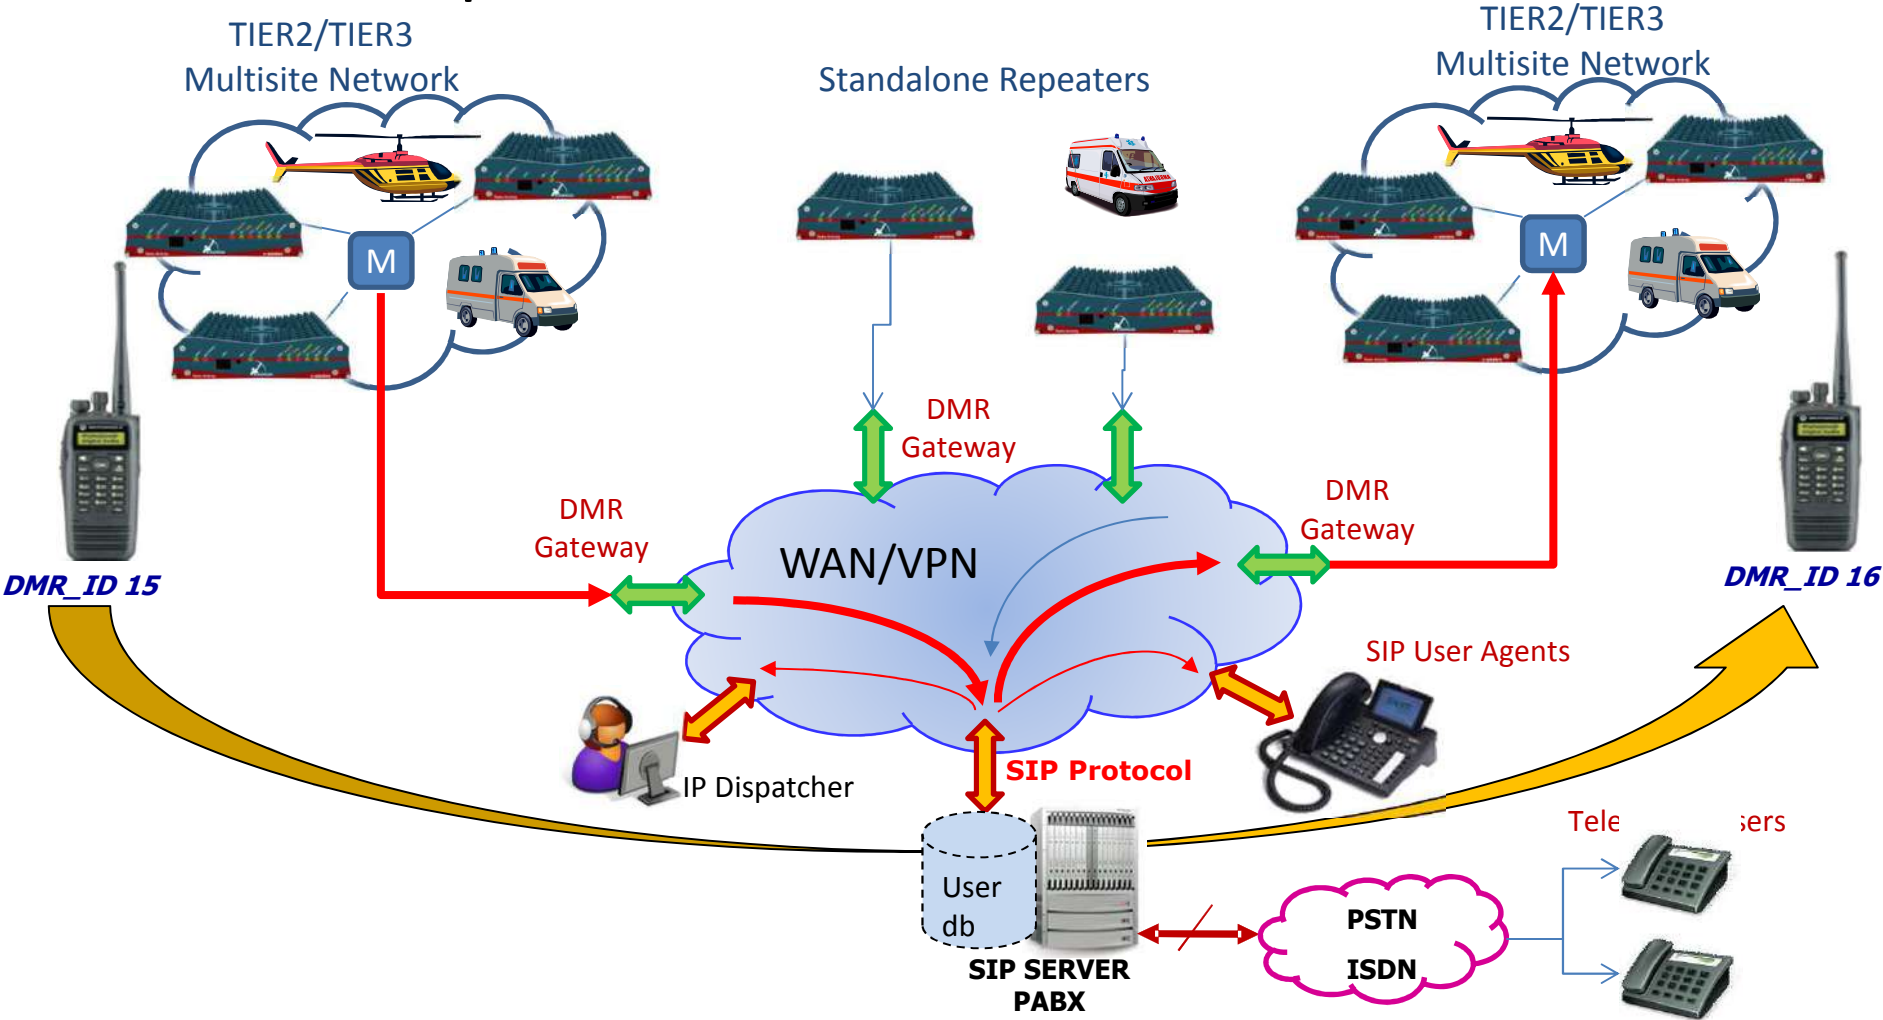 TIER2/TIER3
Multisite Network
Standalone Repeaters
TIER2/TIER3
Multisite Network
M
M
DMR
Gateway
DMR
Gateway
DMR
Gateway
WAN/VPN
DMR_ID 15
DMR_ID 16
SIP User Agents
IP Dispatcher
SIP Protocol
User
db
SIP SERVER
PABX
PSTN
ISDN